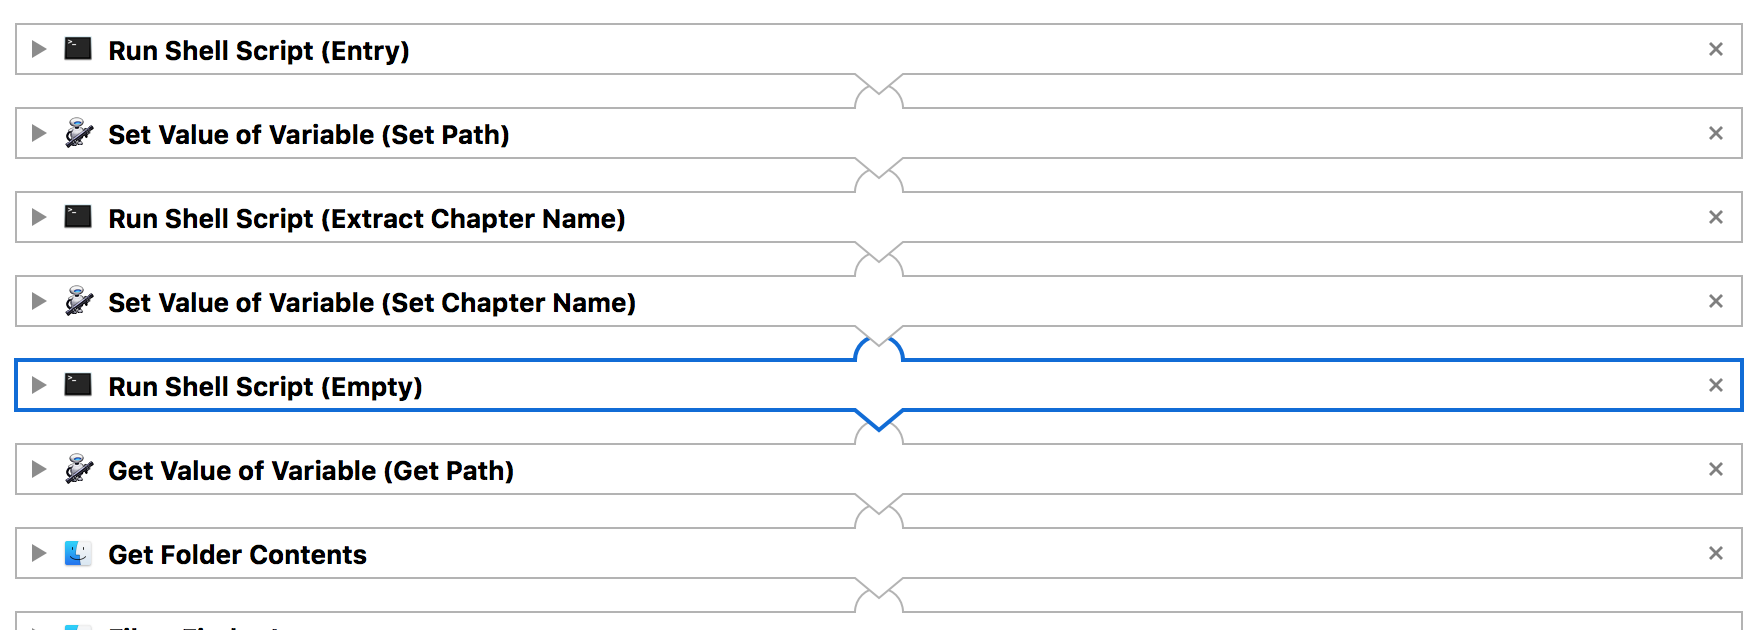 Run Shell Script (Entry)
Set Value of Variable (Set Path)
Run Shell Script (Extract Chapter Name)
Set Value of Variable (Set Chapter Name)
Run Shell Script (Empty)
Get Value of Variable (Get Path)
Get Folder Contents